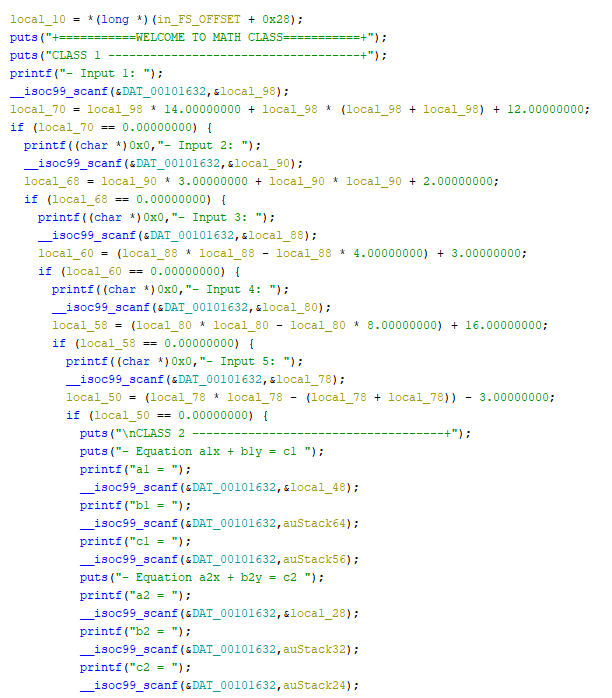 local_10 = *(long *)(in_FS_OFFSET + 0x28);
puts("+===========WELCOME TO MATH CLASS===========+");
puts("CLASS 1 ------------------------------------+");
printf("- Input 1: ");
__isoc99_scanf(&DAT_00101632,&local_98);
local_70 = local_98 * 14.00000000 + local_98 * (local_98 + local_98) + 12.00000000;
if (local_70 == 0.00000000) {
  printf((char *)0x0,"- Input 2: ");
  __isoc99_scanf(&DAT_00101632,&local_90);
  local_68 = local_90 * 3.00000000 + local_90 * local_90 + 2.00000000;
  if (local_68 == 0.00000000) {
    printf((char *)0x0,"- Input 3: ");
    __isoc99_scanf(&DAT_00101632,&local_88);
    local_60 = (local_88 * local_88 - local_88 * 4.00000000) + 3.00000000;
    if (local_60 == 0.00000000) {
      printf((char *)0x0,"- Input 4: ");
      __isoc99_scanf(&DAT_00101632,&local_80);
      local_58 = (local_80 * local_80 - local_80 * 8.00000000) + 16.00000000;
      if (local_58 == 0.00000000) {
        printf((char *)0x0,"- Input 5: ");
        __isoc99_scanf(&DAT_00101632,&local_78);
        local_50 = (local_78 * local_78 - (local_78 + local_78)) - 3.00000000;
        if (local_50 == 0.00000000) {
          puts("\nCLASS 2 ------------------------------------+");
          puts("- Equation a1x + b1y = c1 ");
          printf("a1 = ");
          __isoc99_scanf(&DAT_00101632,&local_48);
          printf("b1 = ");
          __isoc99_scanf(&DAT_00101632,auStack64);
          printf("c1 = ");
          __isoc99_scanf(&DAT_00101632,auStack56);
          puts("- Equation a2x + b2y = c2 ");
          printf("a2 = ");
          __isoc99_scanf(&DAT_00101632,&local_28);
          printf("b2 = ");
          __isoc99_scanf(&DAT_00101632,auStack32);
          printf("c2 = ");
          __isoc99_scanf(&DAT_00101632,auStack24);